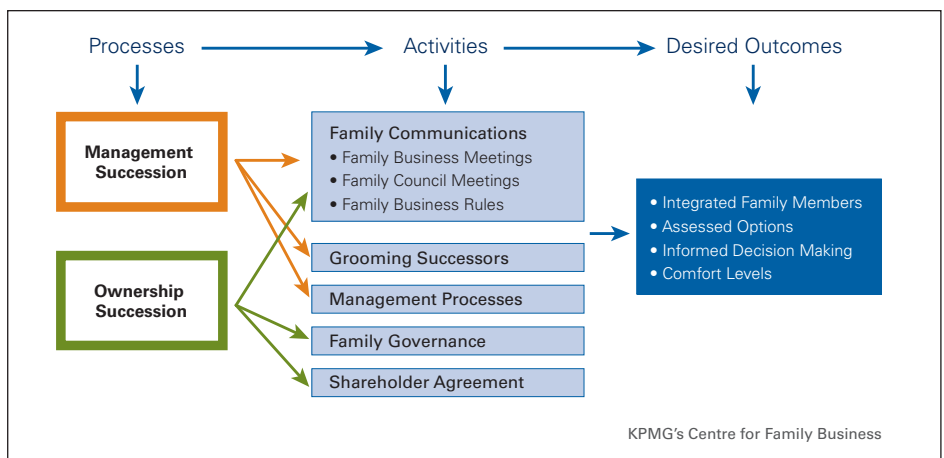 Processes
Activities
Desired Outcomes
Management
Succession
Ownership
Succession
Family Communications
• Family Business Meetings
• Family Council Meetings
• Family Business Rules
Grooming Successors
Management Processes
Family Governance
Shareholder Agreement
• Integrated Family Members
• Assessed Options
• Informed Decision Making
• Comfort Levels
KPMG's Centre for Family Business